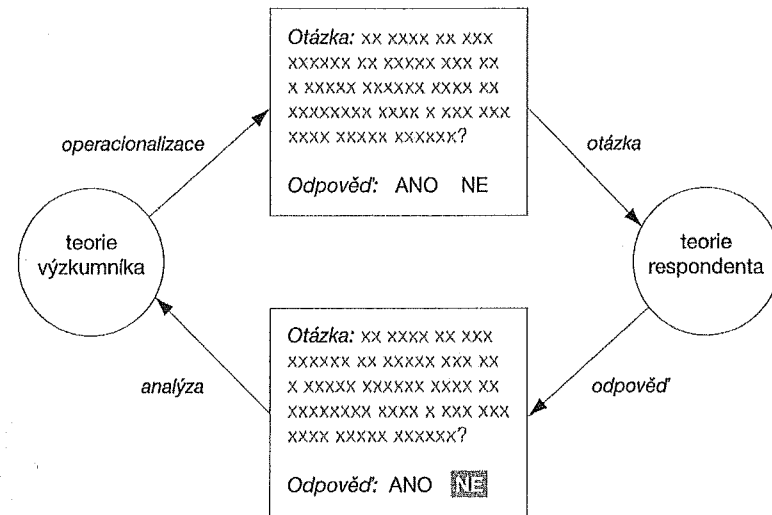 Otázka: xx xxxx xx xxx
xxxxxx xx xxxxx xxx xx
x xxxxx xxxxxx xxxx xx
xxxxxxxx xxxx x xxx xxx
xxxx xxxxx xxxxxx?
Odpověď: ANO NE
operacionalizace
otázka
teorie
výzkumníka
teorie
respondenta
Otázka: xx xxxx xx xxx
xxxxxx xx xxxxx xxx xx
x xxxxx xxxxxx xxxx xx
xxxxxxxx xxxx x xxx xxx
xxxx xxxxx xxxxxx?
Odpověď: ANO NE
analýza
odpověď